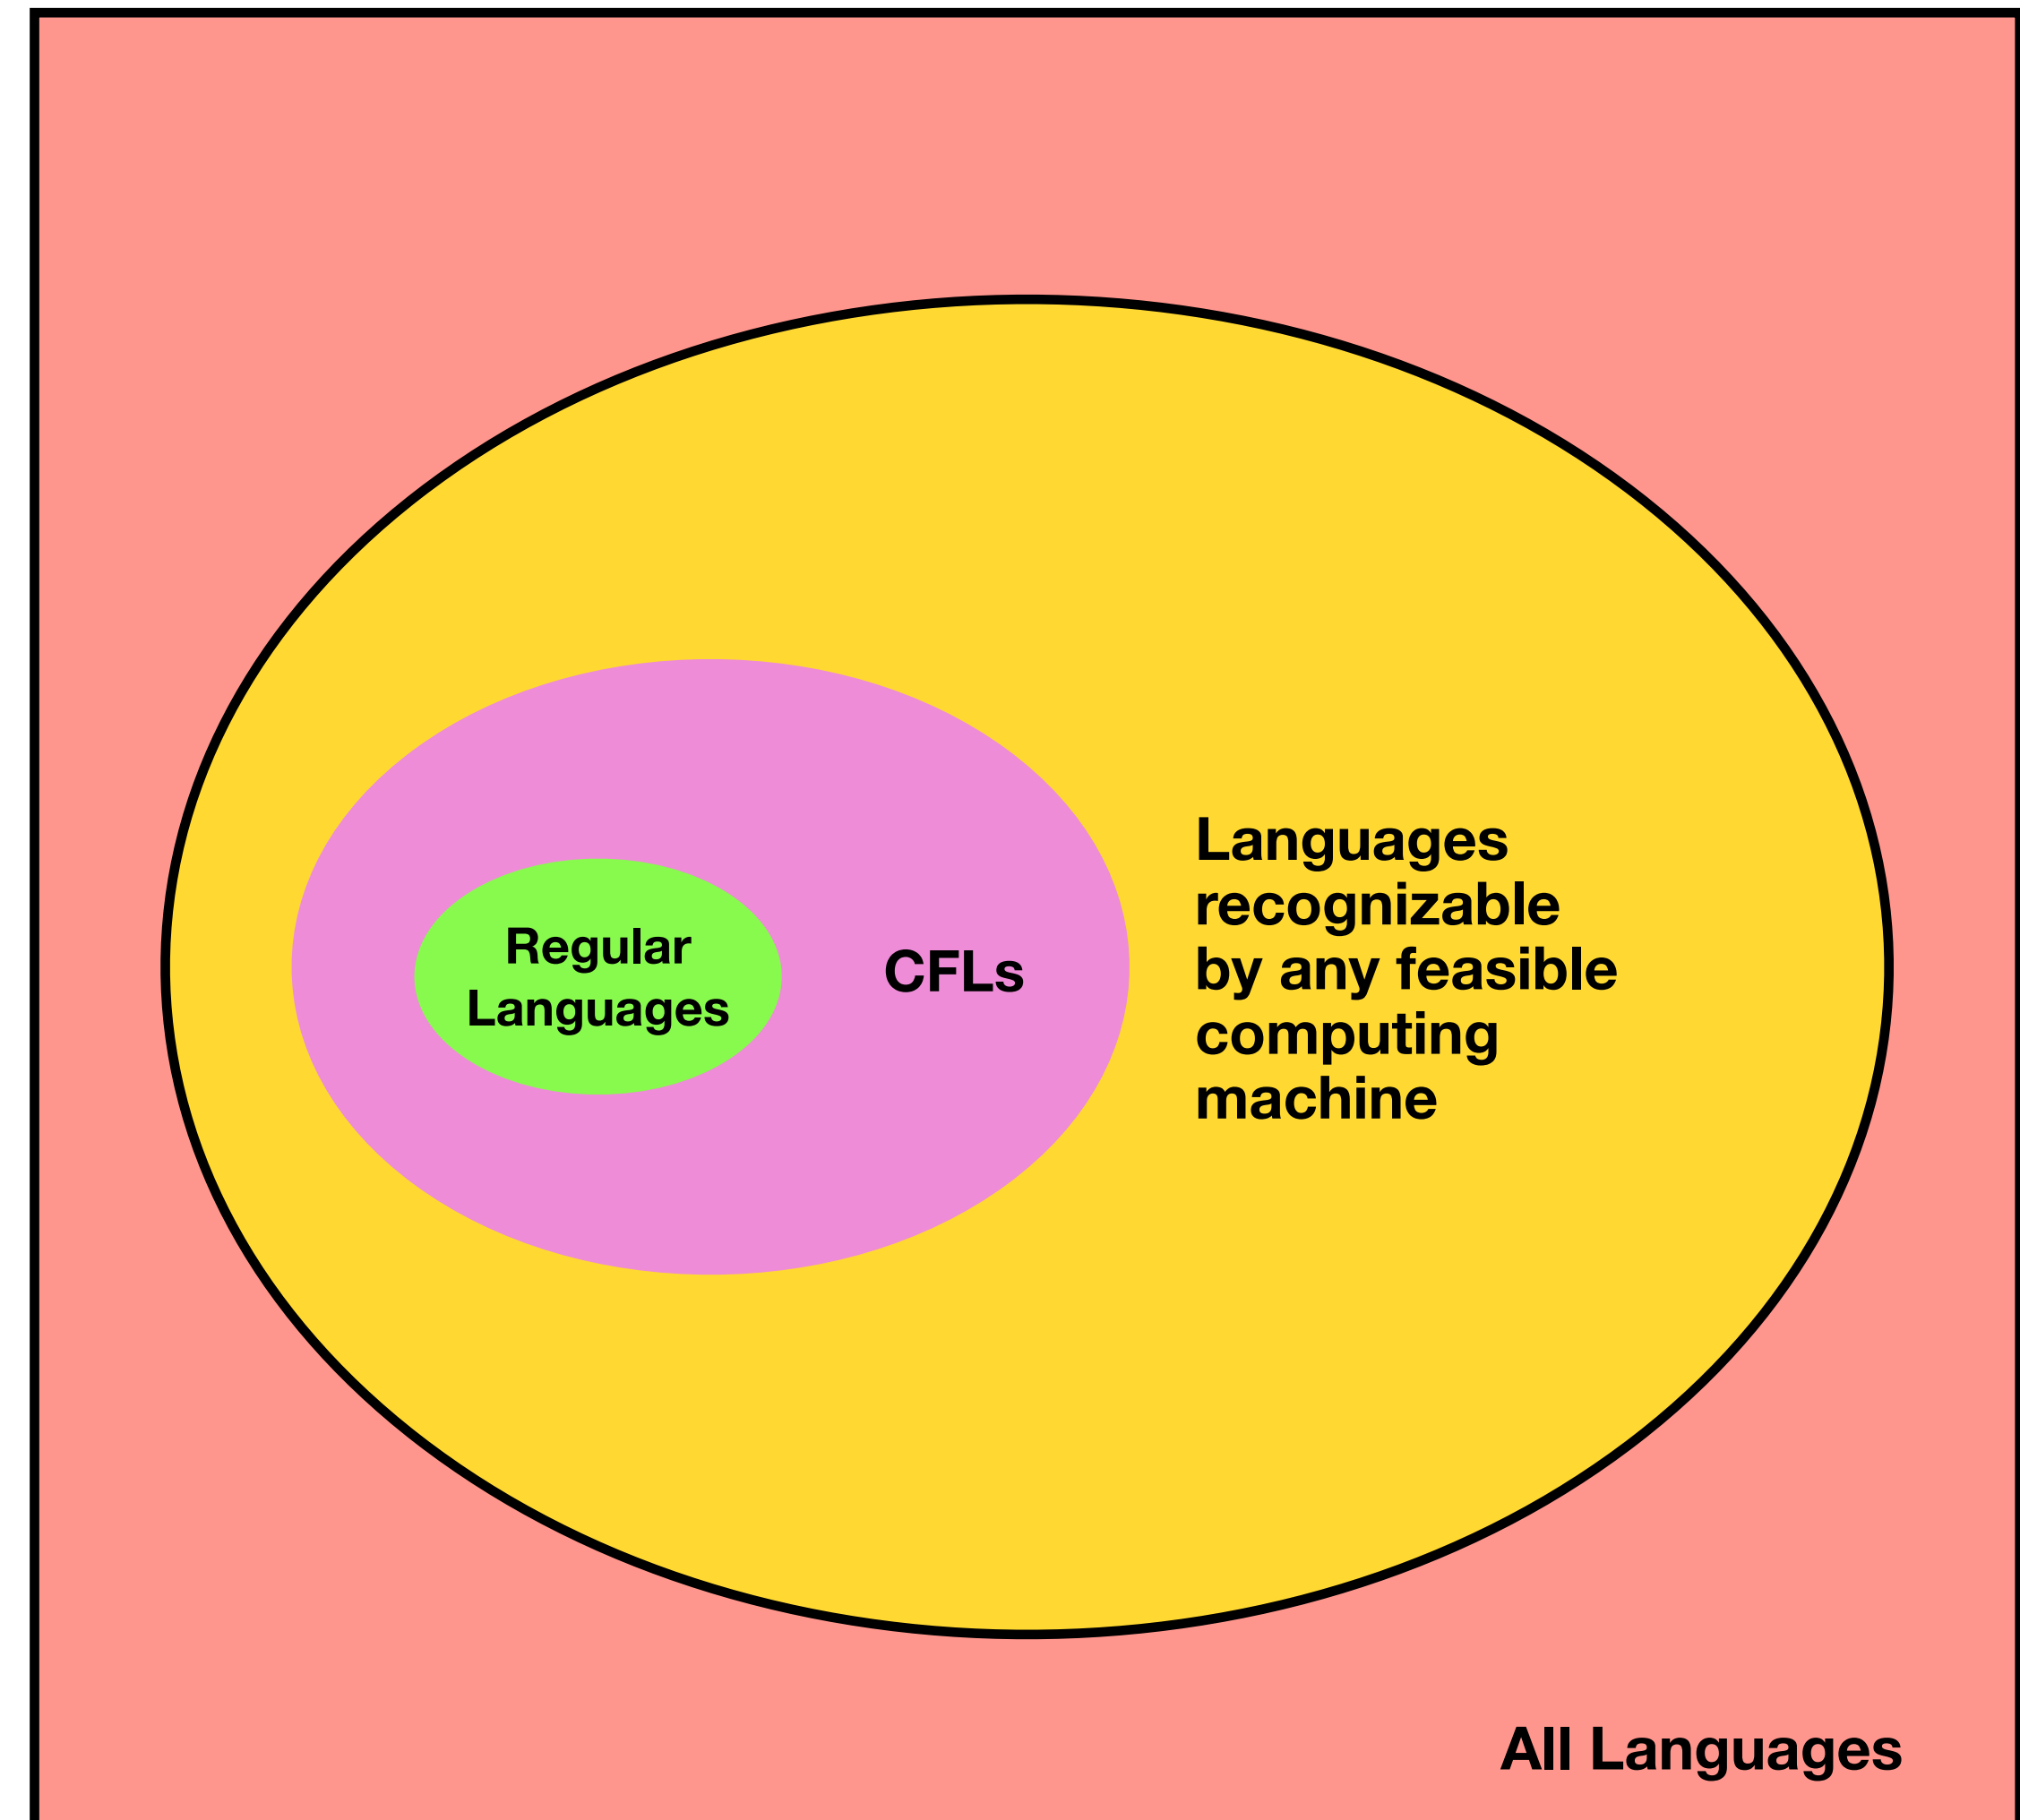 Regular
Languages
CFLs
Languages
recognizable
by any feasible
computing
machine
All Languages